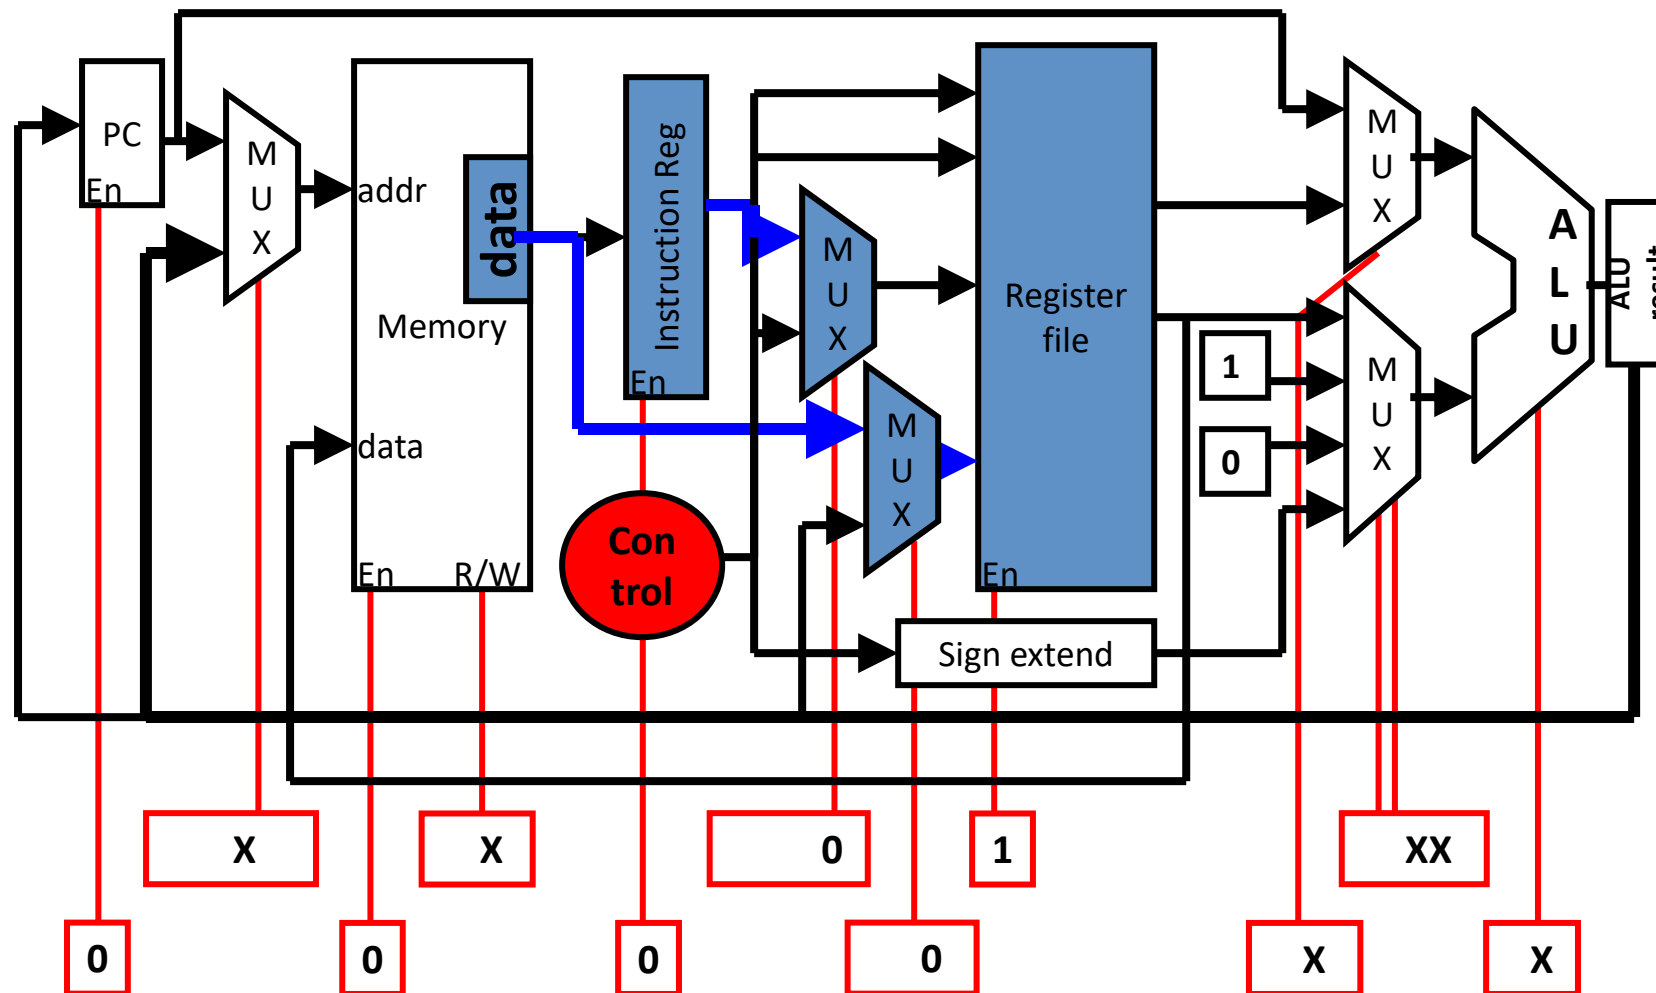 PC
En
M
U
X
addr
data
Memory
data
En
R/W
Instruction Reg
En
Con
trol
M
U
X
M
U
X
Register
file
En
Sign extend
1
0
M
U
X
M
U
X
A
L
U
ALU
result
X
X
0
1
XX
0
0
0
0
X
X